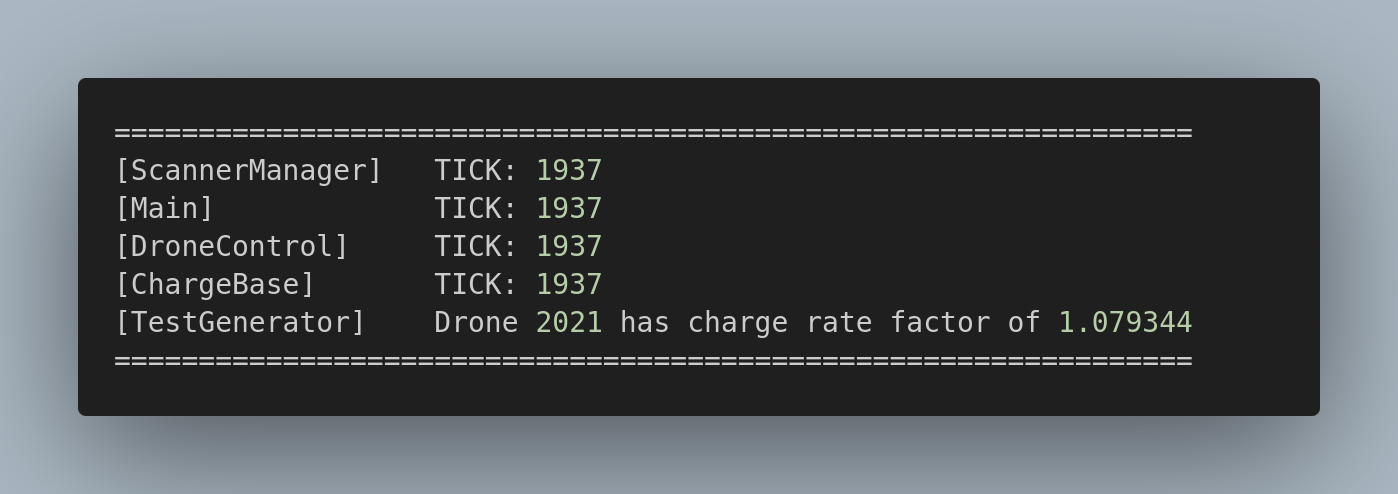 ================================================================
[ScannerManager]   TICK: 1937
[Main]             TICK: 1937
[DroneControl]     TICK: 1937
[ChargeBase]       TICK: 1937
[TestGenerator]    Drone 2021 has charge rate factor of 1.079344
================================================================